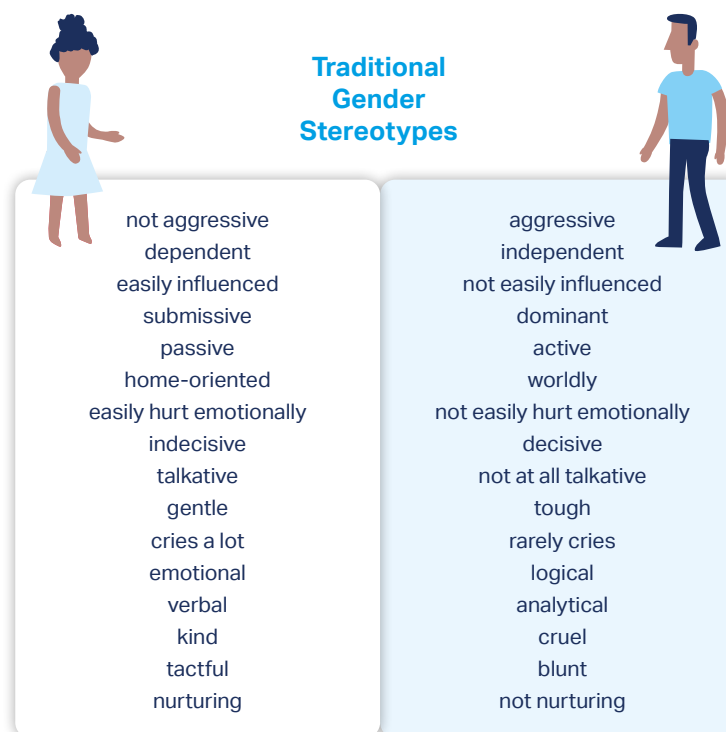 Traditional
Gender
Stereotypes
not aggressive
dependent
easily influenced
submissive
passive
home-oriented
easily hurt emotionally
indecisive
talkative
gentle
cries a lot
emotional
verbal
kind
tactful
nurturing
aggressive
independent
not easily influenced
dominant
active
worldly
not easily hurt emotionally
decisive
not at all talkative
tough
rarely cries
logical
analytical
cruel
blunt
not nurturing